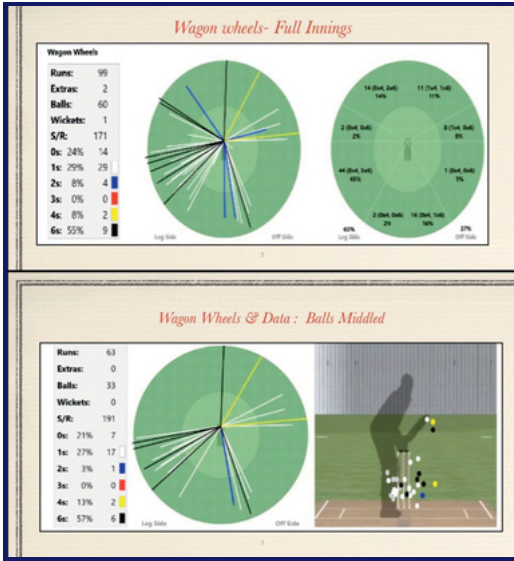 Wagon wheels- Full Innings
Wagon Wheels
Runs: 99
Extras: 2
Balls: 60
Wickets: 1
S/R: 171
0s: 24% 14
1s: 29% 29
2s: 8% 4
3s: 0% 0
4s: 8% 2
6s: 55% 9
14 (0x4, 2x6)
14%
11 (1x4, 1x6)
11%
2 (0x4, 0x6)
2%
8 (1x4, 0x6)
8%
44 (0x4, 5x6)
45%
1 (0x4, 0x6)
1%
2 (0x4, 0x6)
2%
16 (0x4, 1x6)
16%
Leg Side
Off Side
63%
Leg Side
37%
Off Side
Wagon Wheels & Data : Balls Middled
Runs: 63
Extras: 0
Balls: 33
Wickets: 0
S/R: 191
0s: 21% 7
1s: 27% 17
2s: 3% 1
3s: 0% 0
4s: 13% 2
6s: 57% 6
Leg Side
Off Side